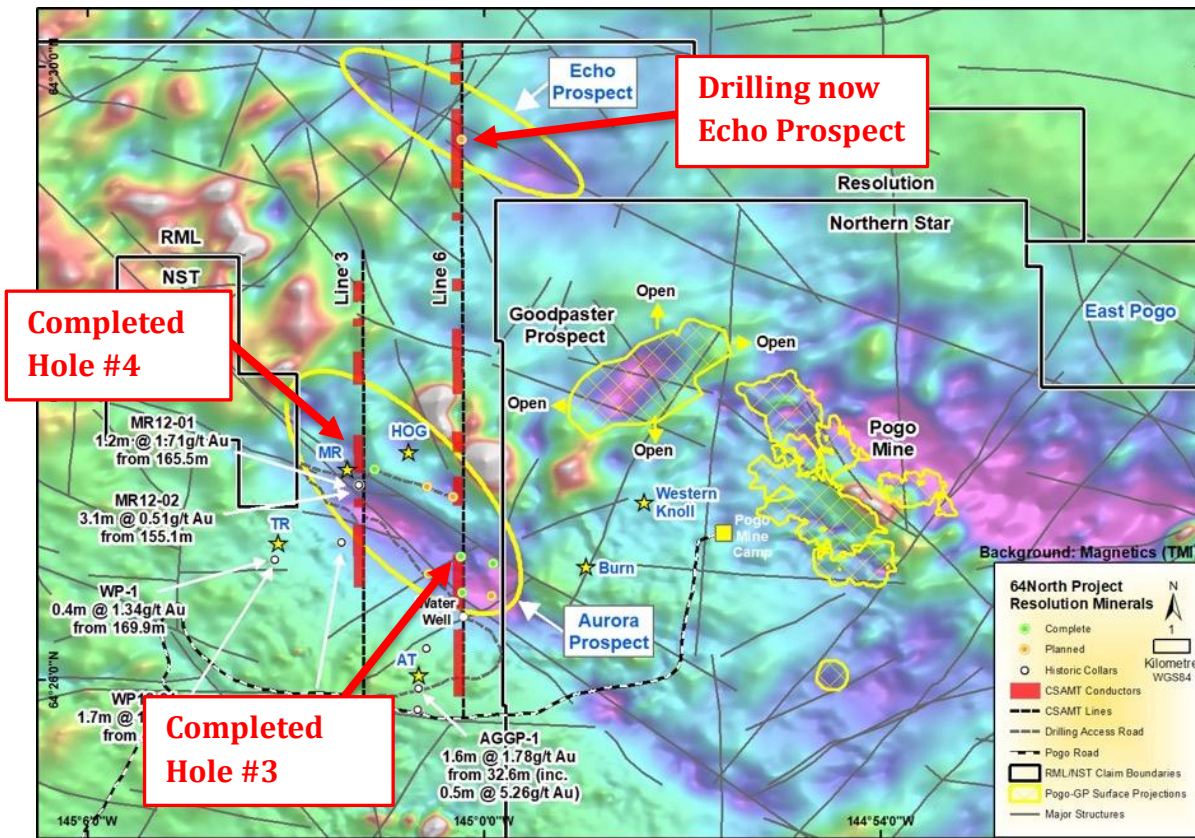 64°30'0"N
Echo
Prospect
Drilling now
Echo Prospect
Resolution
Northern Star
RML
NST
Line 3
Line 6
Open
Goodpaster
Prospect
Open
Open
Open
East Pogo
Completed
Hole #4
MR12-01
1.2m @ 1.71g/t Au
from 165.5m
HOG
MR
Pogo
Mine
MR12-02
3.1m @ 0.51g/t Au
from 155.1m
Western
Knoll
TR
Pogo
Mine
Camp
Burn
Background: Magnetics (TMI
WP-1
0.4m @ 1.34g/t Au
from 169.9m
Water
Well
Aurora
Prospect
AT
64°26'0"N
1.7m @ 1
from
Completed
Hole #3
AGGP-1
1.6m @ 1.78g/t Au
from 32.6m (inc.
0.5m @ 5.26g/t Au)
64North Project
Resolution Minerals
N
1
Kilometre
WGS84
Complete
Planned
Historic Collars
CSAMT Conductors
CSAMT Lines
Drilling Access Road
Pogo Road
RML/NST Claim Boundaries
Pogo-GP Surface Projections
Major Structures
145°6'0"W
145°0'0"W
144°54'0"W